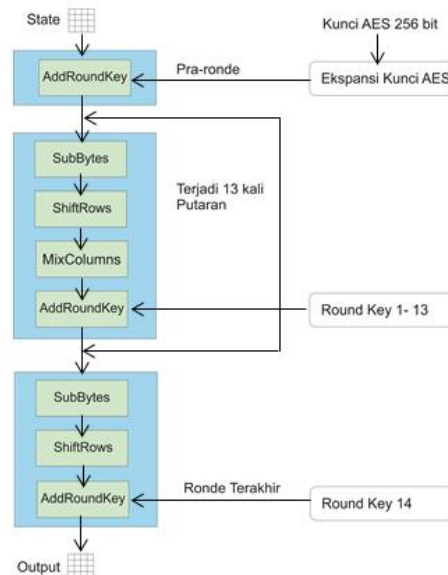 State
Kunci AES 256 bit
AddRoundKey
Pra-ronde
Ekspansi Kunci AES
SubBytes
ShiftRows
Terjadi 13 kali
Putaran
MixColumns
AddRoundKey
Round Key 1- 13
SubBytes
ShiftRows
AddRoundKey
Ronde Terakhir
Round Key 14
Output